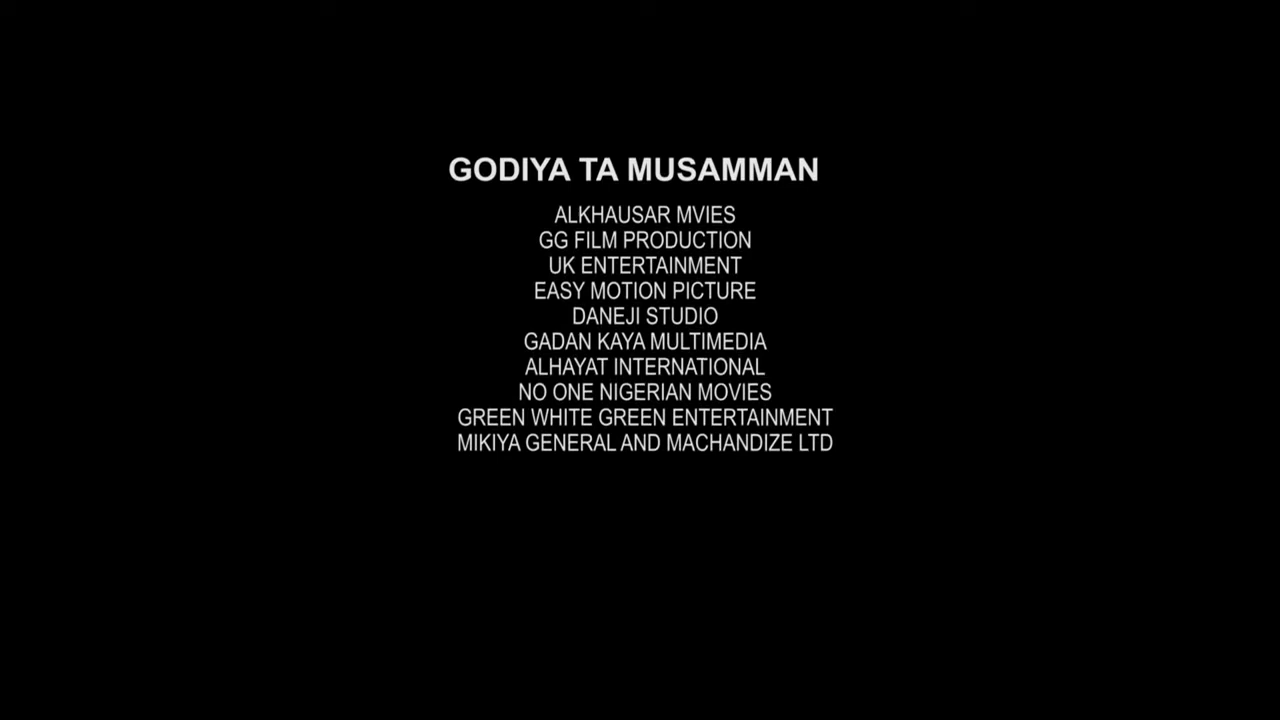 GODIYA TA MUSAMMAN
ALKHAUSAR MVIES
GG FILM PRODUCTION
UK ENTERTAINMENT
EASY MOTION PICTURE
DANEJI STUDIO
GADAN KAYA MULTIMEDIA
ALHAYAT INTERNATIONAL
NO ONE NIGERIAN MOVIES
GREEN WHITE GREEN ENTERTAINMENT
MIKIYA GENERAL AND MACHANDIZE LTD